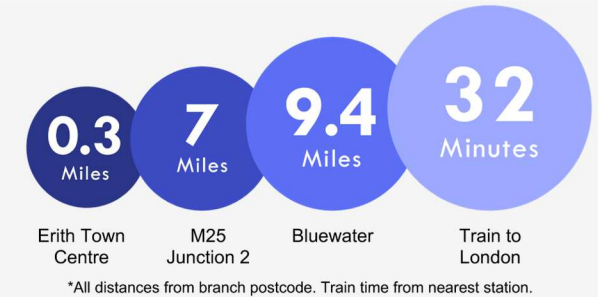 0.3
Miles
7
Miles
9.4
Miles
32
Minutes
Erith Town
Centre
M25
Junction 2
Bluewater
Train to
London
*All distances from branch postcode. Train time from nearest station.